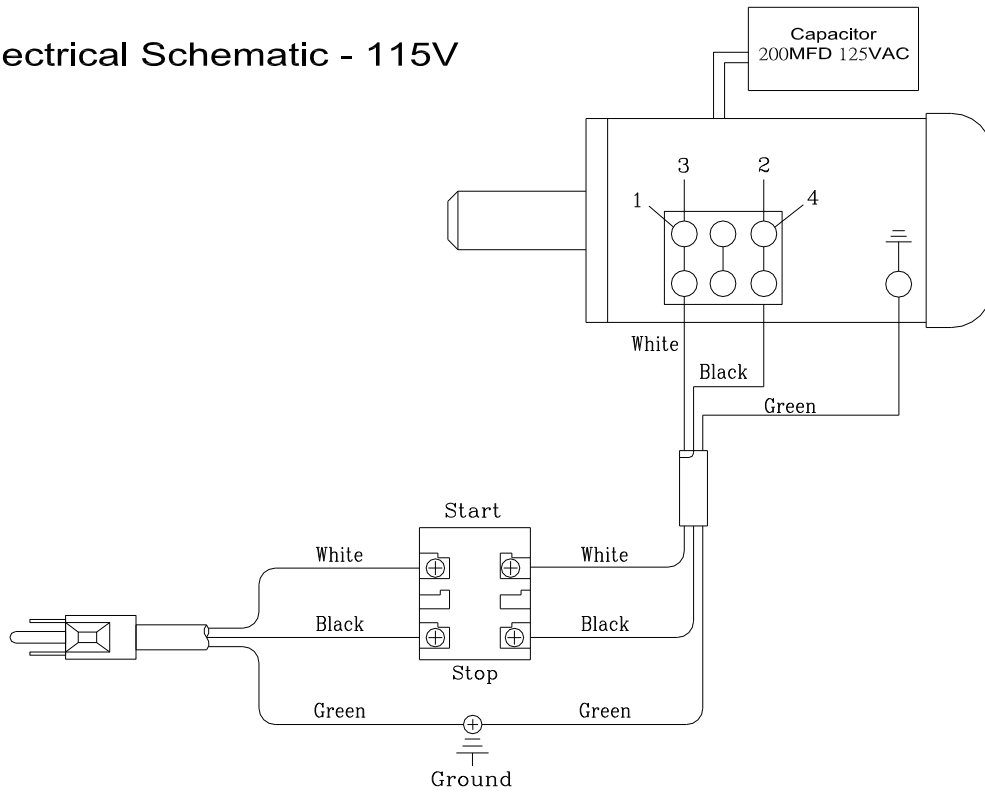 ectrical Schematic - 115V
Capacitor
200MFD 125VAC
3
2
1
4
White
Black
Green
Start
White
White
Black
Black
Stop
Green
Green
Ground